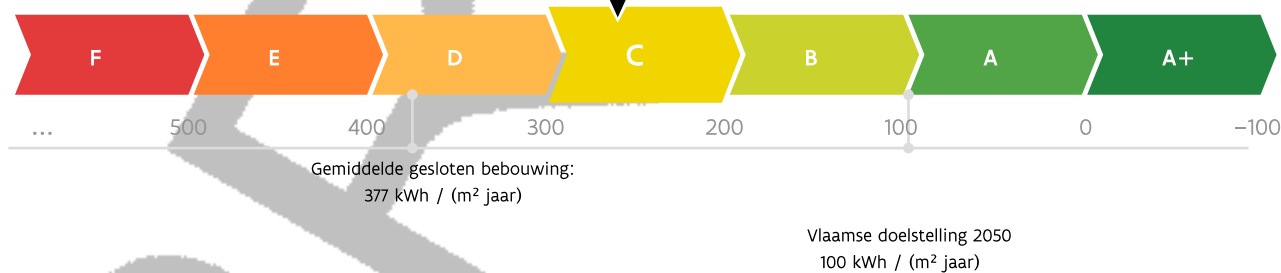 F E D C B A A+
... 500 400 300 200 100 0 −100
Gemiddelde gesloten bebouwing:
377 kWh / (m² jaar)
Vlaamse doelstelling 2050
100 kWh / (m² jaar)